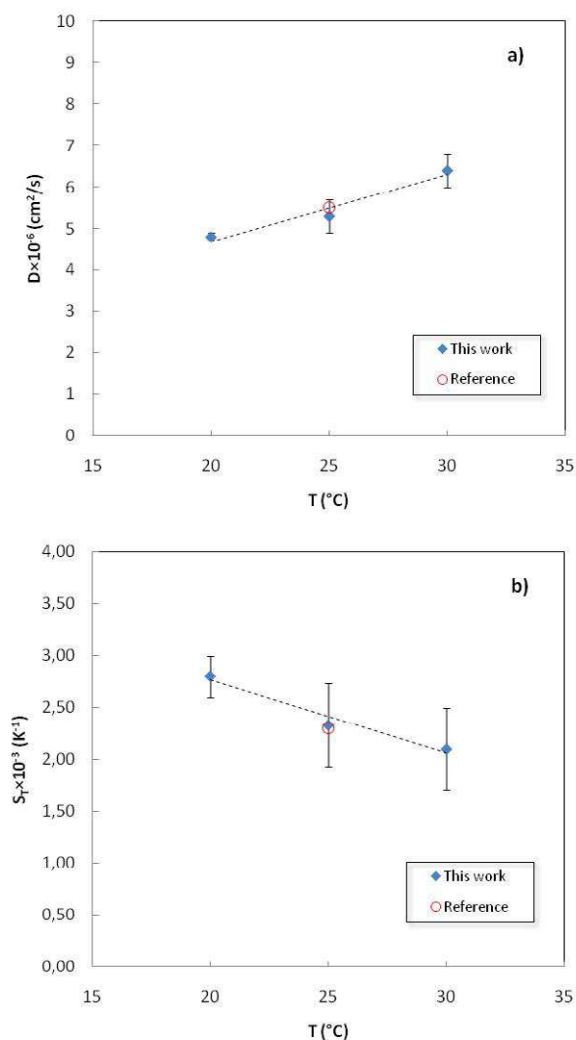 a)
10
9
8
7
6
5
4
3
2
1
0
D×10⁻⁶ (cm²/s)
This work
Reference
15 20 25 30 35
T (°C)
b)
4,00
3,50
3,00
2,50
2,00
1,50
1,00
0,50
0,00
S_T×10⁻³ (K⁻¹)
This work
Reference
15 20 25 30 35
T (°C)